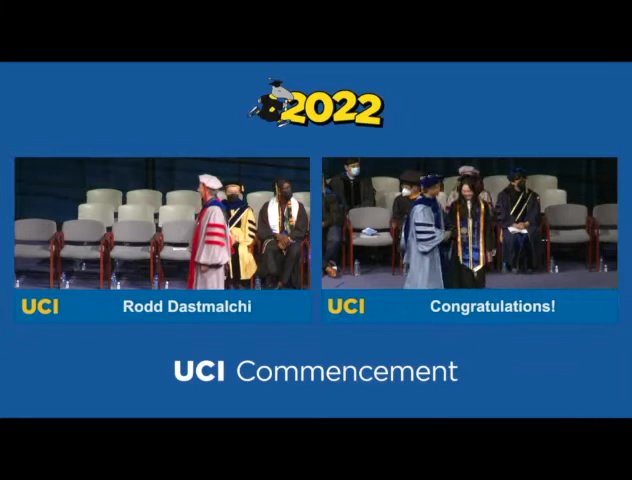 2022
UCI Rodd Dastmalchi
UCI Congratulations!
UCI Commencement